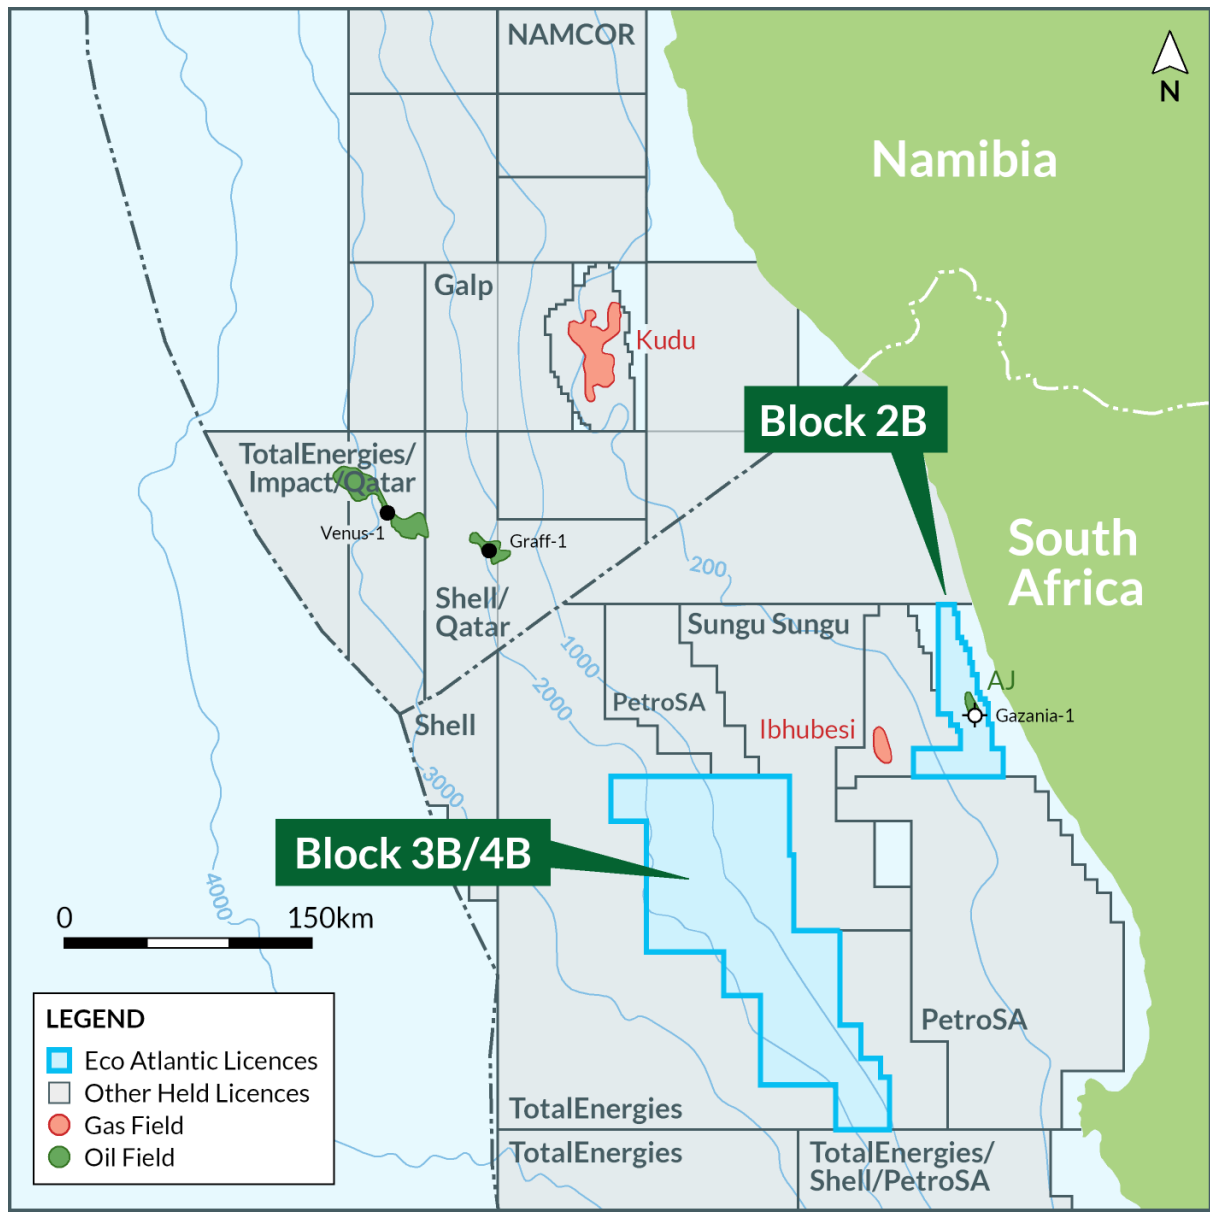 NAMCOR
N
Namibia
Galp
Kudu
Block 2B
TotalEnergies/
Impact/Qatar
Venus-1
Graff-1
South
Africa
200
Shell/
Qatar
Sungu Sungu
1000
2000
PetroSA
AJ
Gazania-1
Ibhubesi
Shell
3000
Block 3B/4B
4000
0 150km
LEGEND
Eco Atlantic Licences
Other Held Licences
Gas Field
Oil Field
PetroSA
TotalEnergies
TotalEnergies
TotalEnergies/
Shell/PetroSA